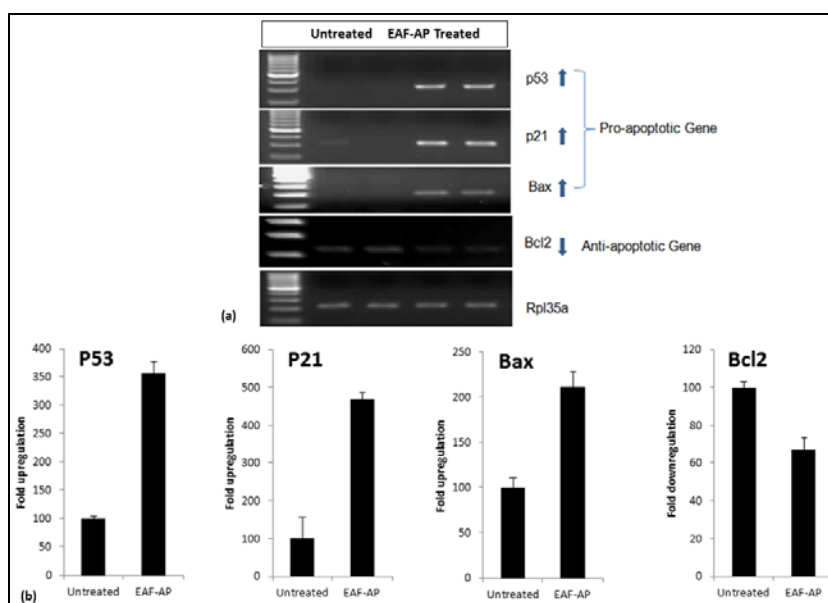 Untreated EAF-AP Treated
p53
p21
Pro-apoptotic Gene
Bax
Bcl2
Anti-apoptotic Gene
Rpl35a
(a)
P53
Fold upregulation
400
350
300
250
200
150
100
50
0
Untreated EAF-AP
P21
Fold upregulation
600
500
400
300
200
100
0
Untreated EAF-AP
Bax
Fold upregulation
250
200
150
100
50
0
Untreated EAF-AP
Bcl2
Fold downregulation
120
100
80
60
40
20
0
Untreated EAF-AP
(b)